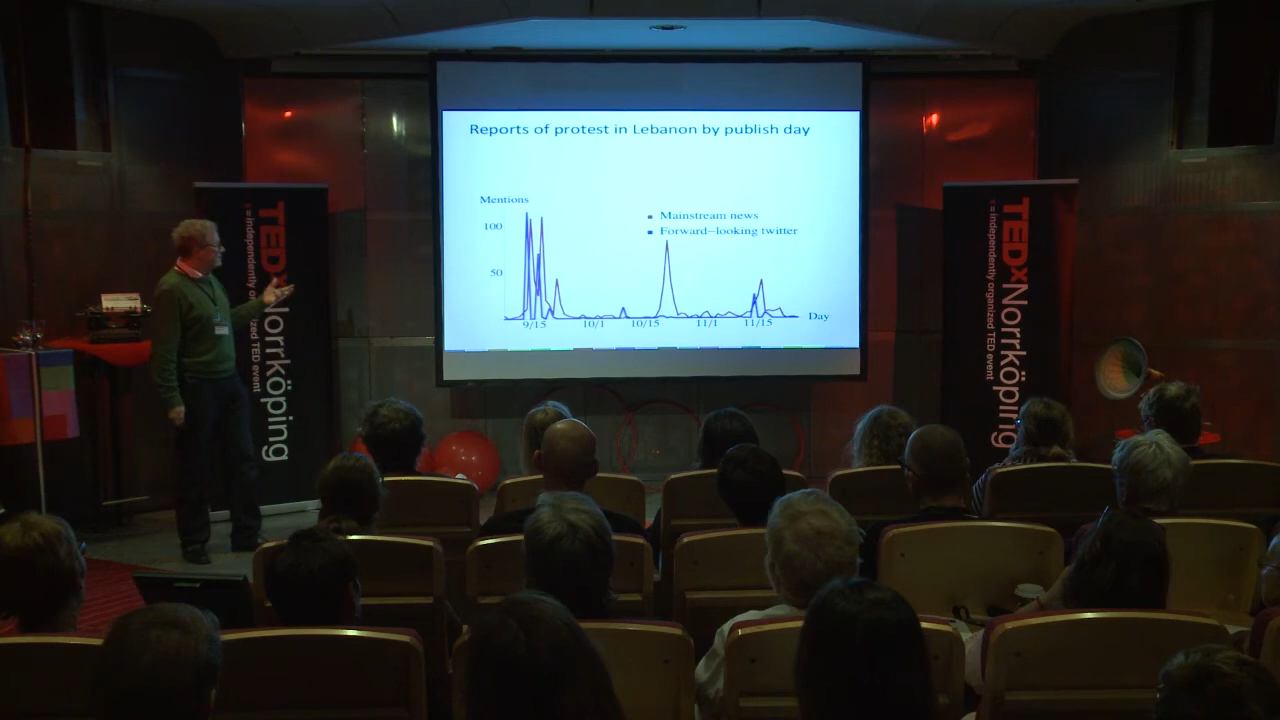 Reports of protest in Lebanon by publish day
Mentions
100
50
Mainstream news
Forward-looking twitter
9/15
10/1
10/15
11/1
11/15
Day
TEDxNorrköping
x = independently organized TED event
TEDxNorrköping
x = independently organized TED event